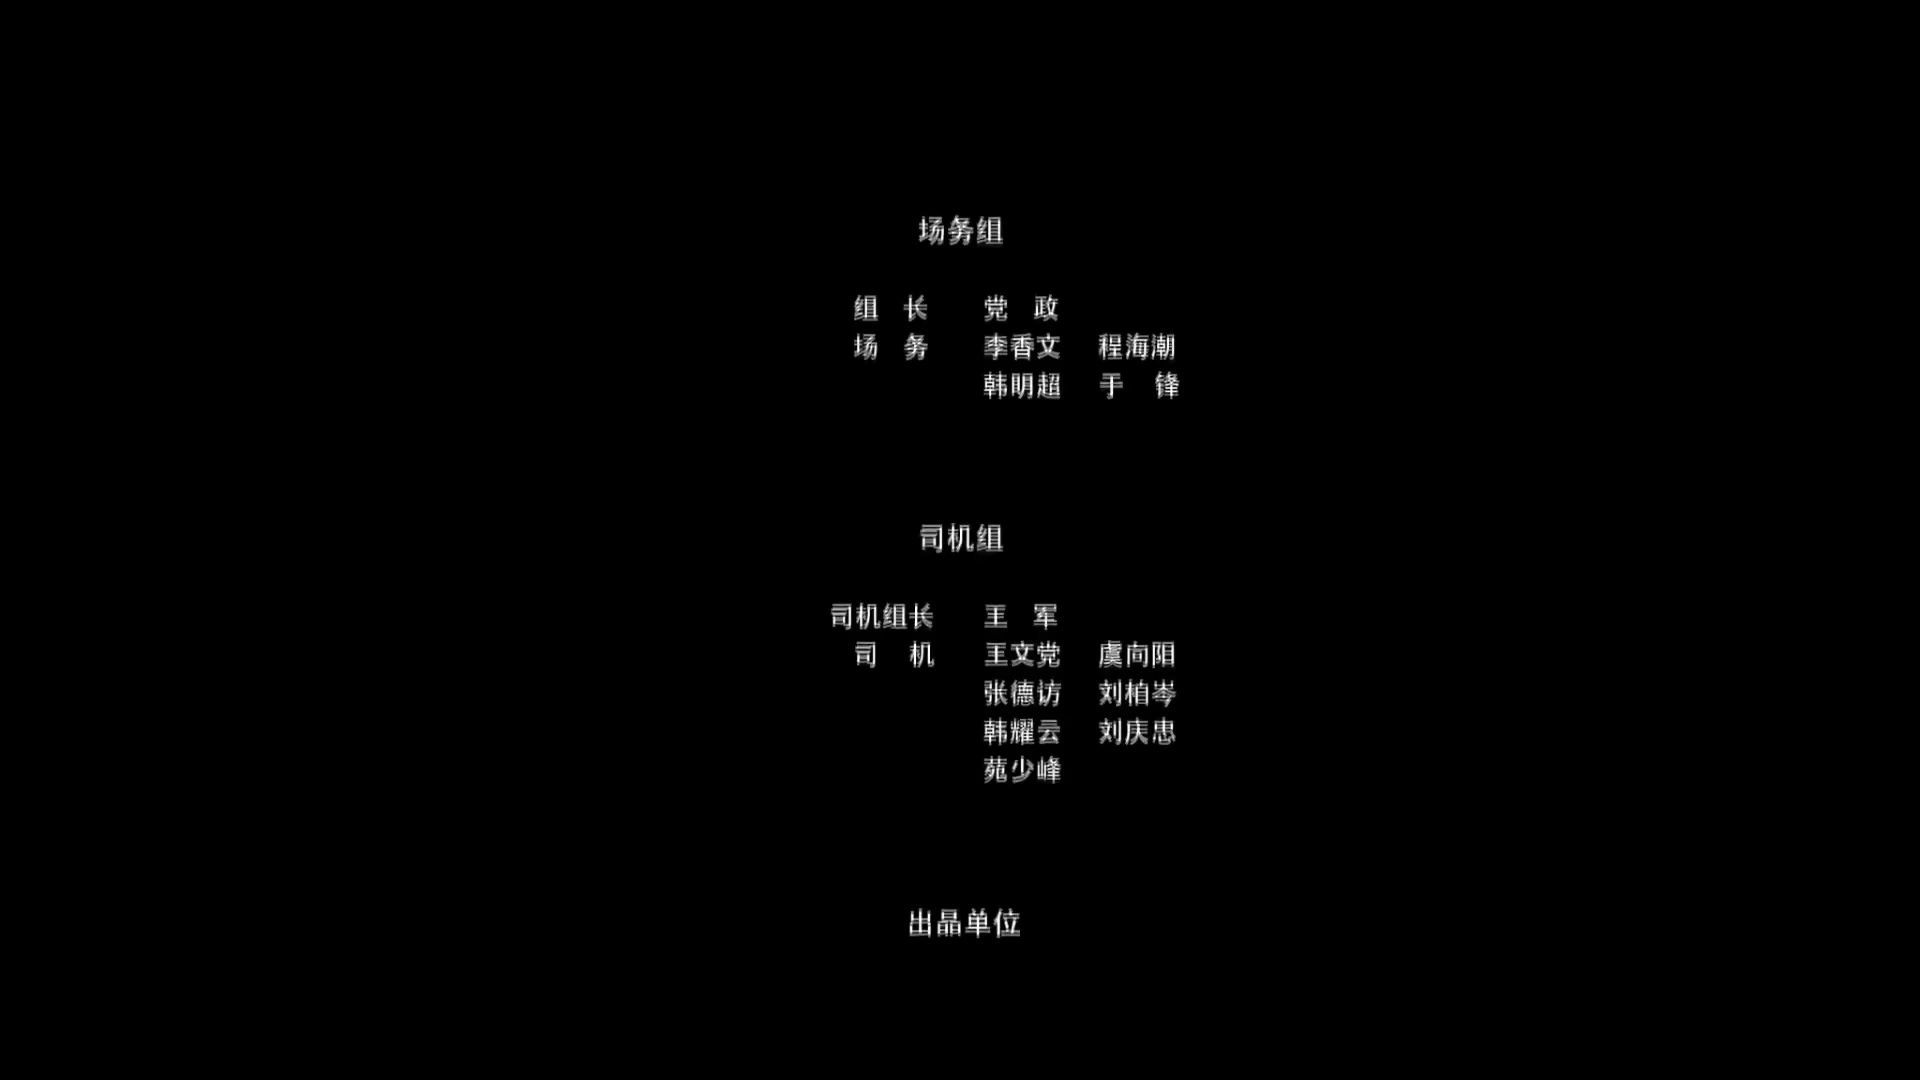 场务组
组 长 党 政
场 务 李香文 程海潮
韩明超 于 锋
司机组
司机组长 王 军
司 机 王文党 虞向阳
张德访 刘柏岑
韩耀云 刘庆忠
苑少峰
出品单位